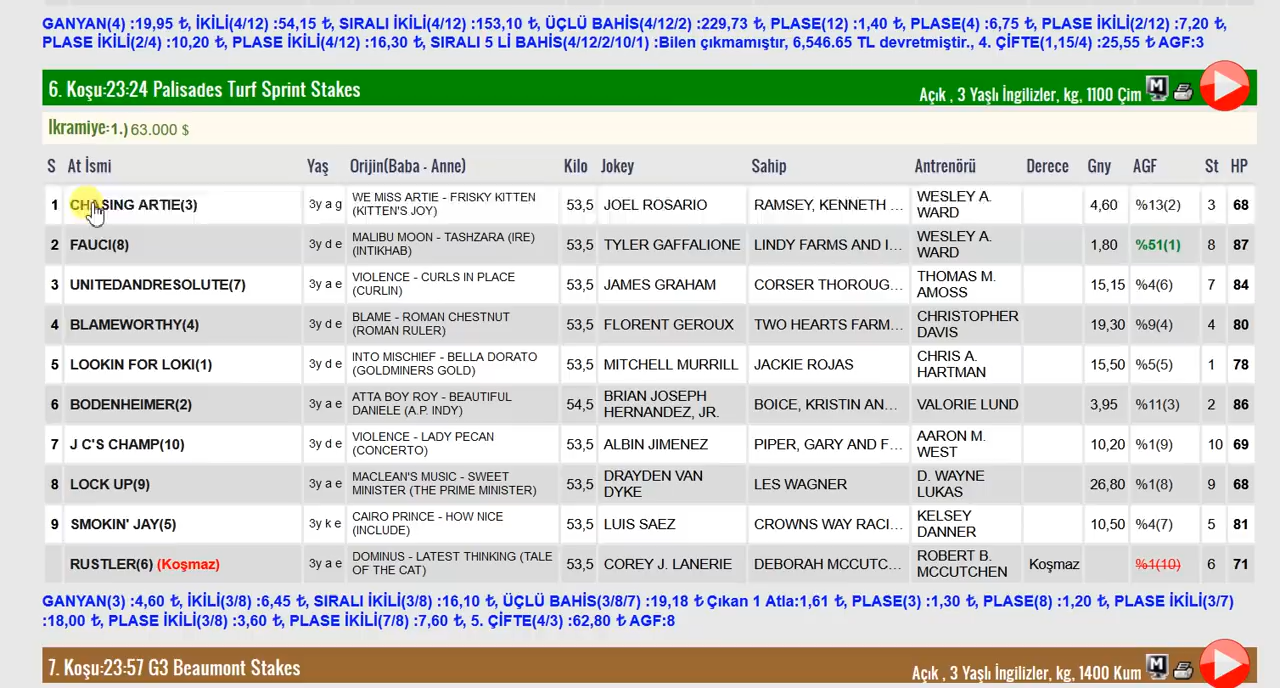 GANYAN(4) :19,95 ₺, İKİLİ(4/12) :54,15 ₺, SIRALI İKİLİ(4/12) :153,10 ₺, ÜÇLÜ BAHİS(4/12/2) :229,73 ₺, PLASE(12) :1,40 ₺, PLASE(4) :6,75 ₺, PLASE İKİLİ(2/12) :7,20 ₺,
PLASE İKİLİ(2/4) :10,20 ₺, PLASE İKİLİ(4/12) :16,30 ₺, SIRALI 5 Lİ BAHİS(4/12/2/10/1) :Bilen çıkmamıştır, 6,546.65 TL devretmiştir., 4. ÇİFTE(1,15/4) :25,55 ₺ AGF:3
6. Koşu:23:24 Palisades Turf Sprint Stakes
Açık , 3 Yaşlı İngilizler, kg, 1100 Çim M
İkramiye:1.) 63.000 $
S At İsmi Yaş Orijin(Baba - Anne) Kilo Jokey Sahip Antrenörü Derece Gny AGF St HP
1 CHASING ARTIE(3) 3y a g WE MISS ARTIE - FRISKY KITTEN (KITTEN'S JOY) 53,5 JOEL ROSARIO RAMSEY, KENNETH ... WESLEY A. WARD 4,60 %13(2) 3 68
2 FAUCI(8) 3y d e MALIBU MOON - TASHZARA (IRE) (INTIKHAB) 53,5 TYLER GAFFALIONE LINDY FARMS AND I... WESLEY A. WARD 1,80 %51(1) 8 87
3 UNITEDANDRESOLUTE(7) 3y a e VIOLENCE - CURLS IN PLACE (CURLIN) 53,5 JAMES GRAHAM CORSER THOROUG... THOMAS M. AMOSS 15,15 %4(6) 7 84
4 BLAMEWORTHY(4) 3y d e BLAME - ROMAN CHESTNUT (ROMAN RULER) 53,5 FLORENT GEROUX TWO HEARTS FARM... CHRISTOPHER DAVIS 19,30 %9(4) 4 80
5 LOOKIN FOR LOKI(1) 3y d e INTO MISCHIEF - BELLA DORATO (GOLDMINERS GOLD) 53,5 MITCHELL MURRILL JACKIE ROJAS CHRIS A. HARTMAN 15,50 %5(5) 1 78
6 BODENHEIMER(2) 3y a e ATTA BOY ROY - BEAUTIFUL DANIELE (A.P. INDY) 54,5 BRIAN JOSEPH HERNANDEZ, JR. BOICE, KRISTIN AN... VALORIE LUND 3,95 %11(3) 2 86
7 J C'S CHAMP(10) 3y d e VIOLENCE - LADY PECAN (CONCERTO) 53,5 ALBIN JIMENEZ PIPER, GARY AND F... AARON M. WEST 10,20 %1(9) 10 69
8 LOCK UP(9) 3y a e MACLEAN'S MUSIC - SWEET MINISTER (THE PRIME MINISTER) 53,5 DRAYDEN VAN DYKE LES WAGNER D. WAYNE LUKAS 26,80 %1(8) 9 68
9 SMOKIN' JAY(5) 3y k e CAIRO PRINCE - HOW NICE (INCLUDE) 53,5 LUIS SAEZ CROWNS WAY RACI... KELSEY DANNER 10,50 %4(7) 5 81
RUSTLER(6) (Koşmaz) 3y a e DOMINUS - LATEST THINKING (TALE OF THE CAT) 53,5 COREY J. LANERIE DEBORAH MCCUTC... ROBERT B. MCCUTCHEN Koşmaz %1(10) 6 71
GANYAN(3) :4,60 ₺, İKİLİ(3/8) :6,45 ₺, SIRALI İKİLİ(3/8) :16,10 ₺, ÜÇLÜ BAHİS(3/8/7) :19,18 ₺ Çıkan 1 Atla:1,61 ₺, PLASE(3) :1,30 ₺, PLASE(8) :1,20 ₺, PLASE İKİLİ(3/7)
:18,00 ₺, PLASE İKİLİ(3/8) :3,60 ₺, PLASE İKİLİ(7/8) :7,60 ₺, 5. ÇİFTE(4/3) :62,80 ₺ AGF:8
7. Koşu:23:57 G3 Beaumont Stakes
Açık , 3 Yaşlı İngilizler, kg, 1400 Kum M